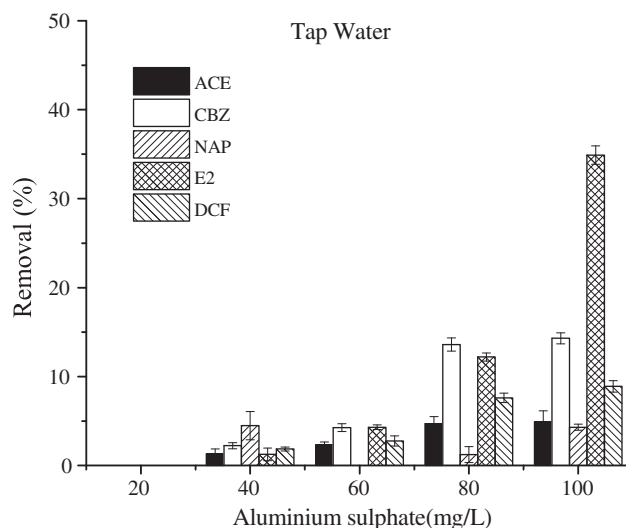 Tap Water
ACE
CBZ
NAP
E2
DCF
Removal (%)
50
40
30
20
10
0
20 40 60 80 100
Aluminium sulphate(mg/L)